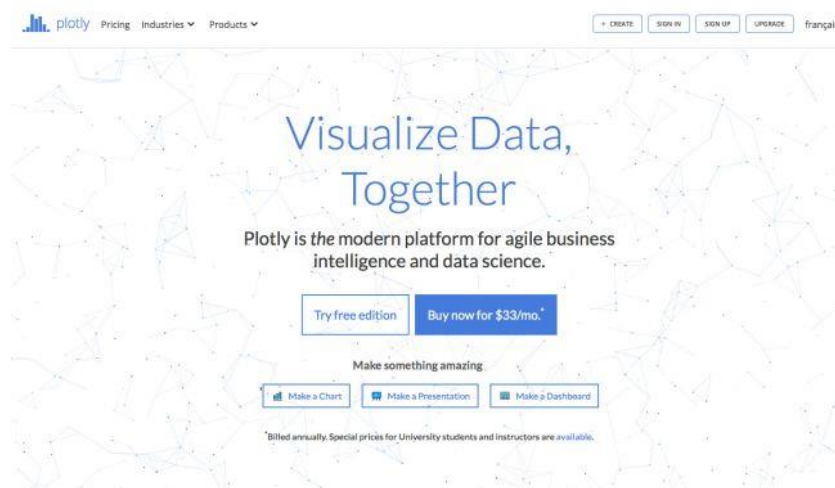 plotly Pricing Industries Products + CREATE SIGN IN SIGN UP UPGRADE françai
Visualize Data,
Together
Plotly is the modern platform for agile business
intelligence and data science.
Try free edition Buy now for $33/mo.*
Make something amazing
Make a Chart Make a Presentation Make a Dashboard
*Billed annually. Special prices for University students and instructors are available.